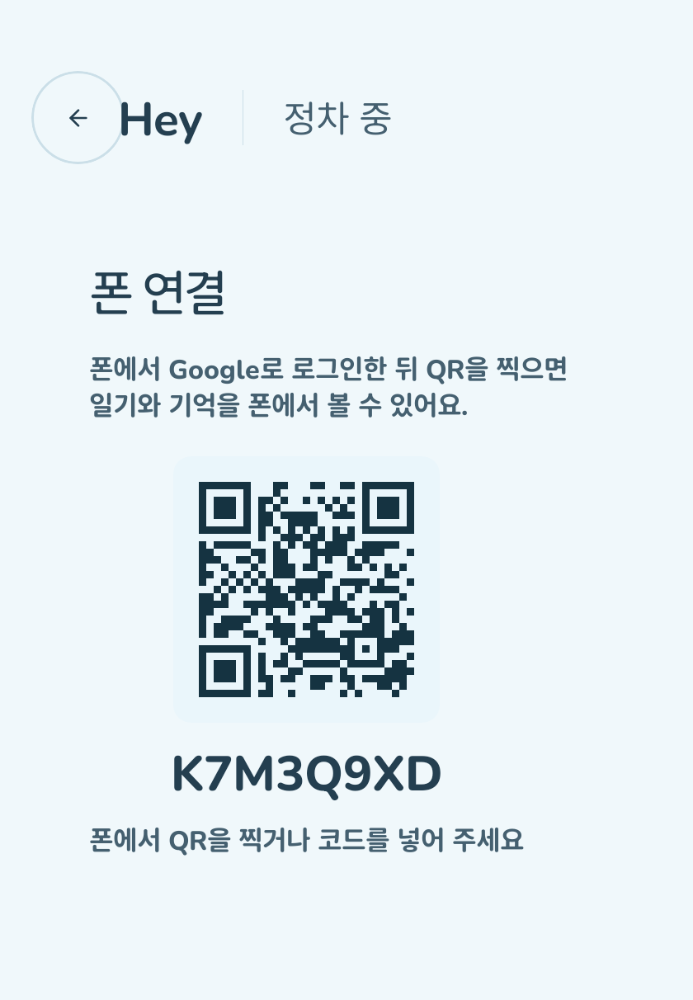 Hey
정차 중
폰 연결
폰에서 Google로 로그인한 뒤 QR을 찍으면
일기와 기억을 폰에서 볼 수 있어요.
K7M3Q9XD
폰에서 QR을 찍거나 코드를 넣어 주세요